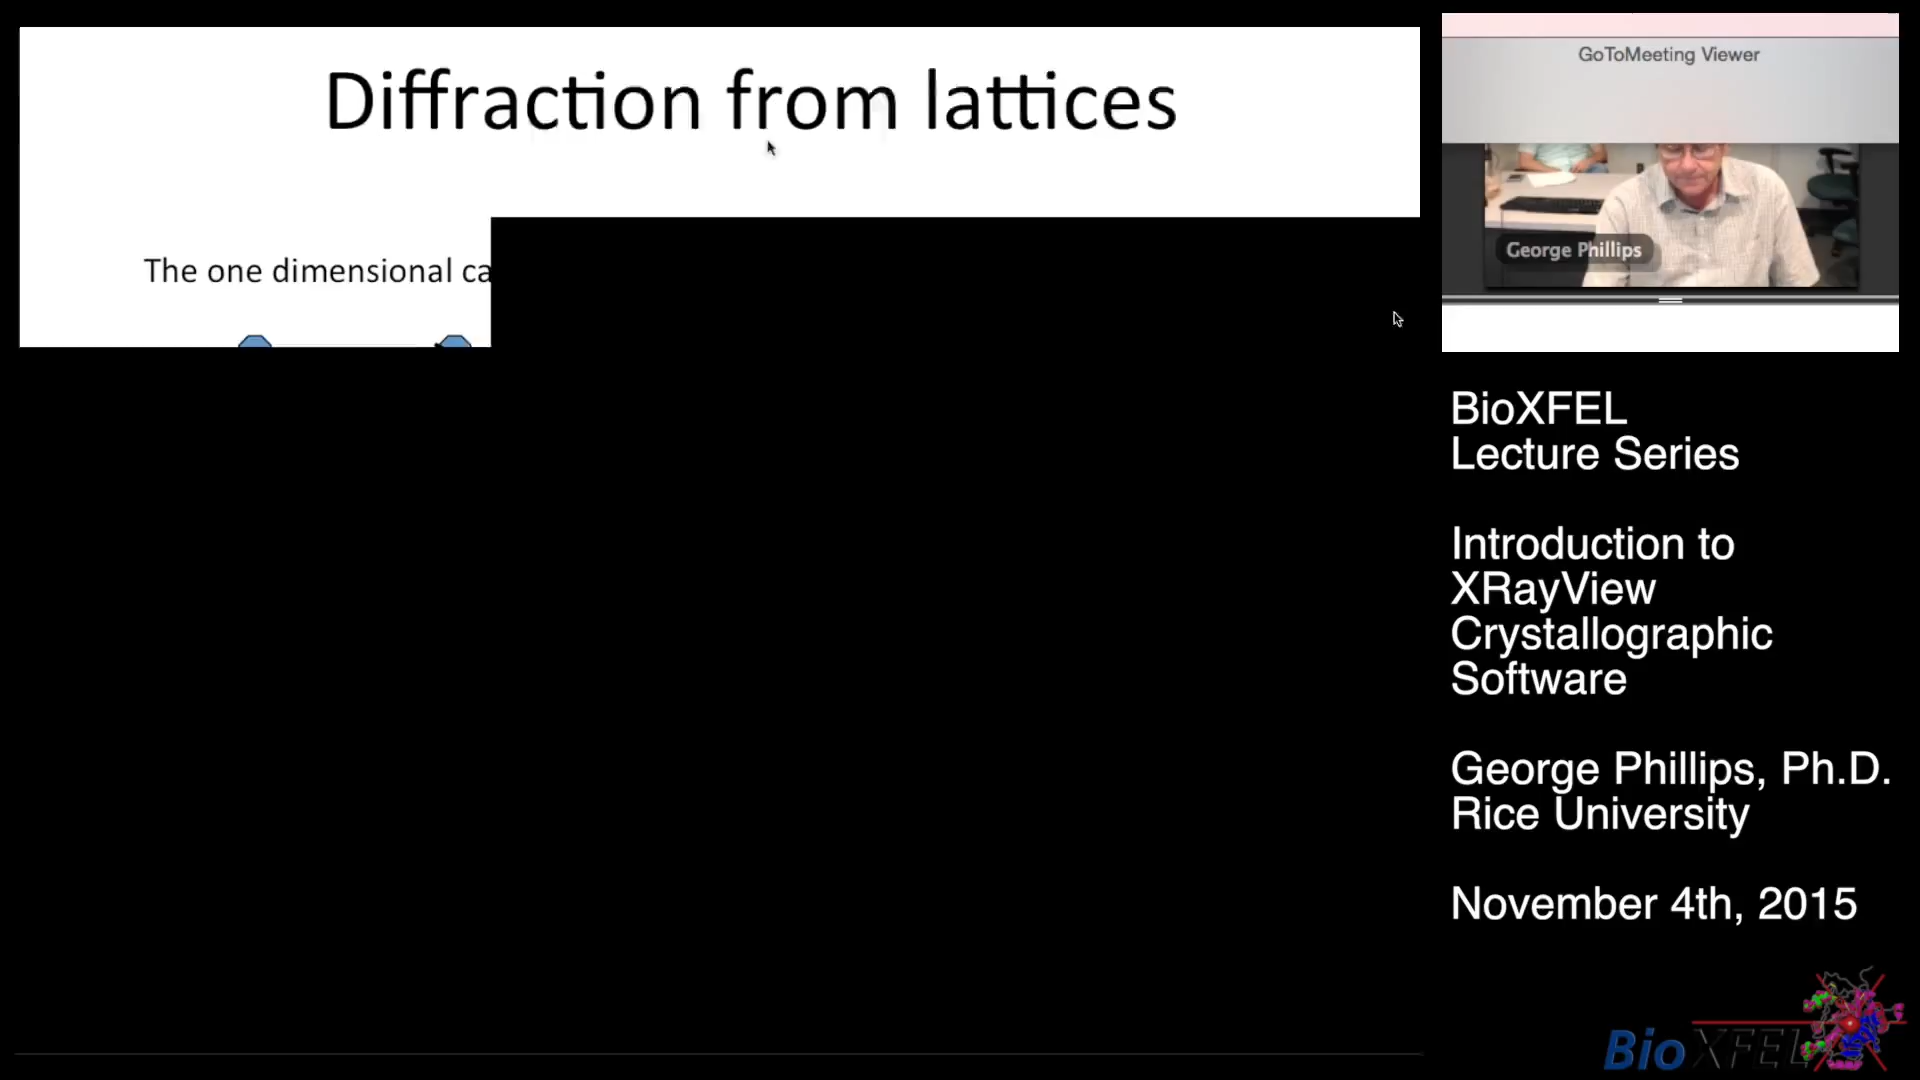 Diffraction from lattices
The one dimensional ca
GoToMeeting Viewer
George Phillips
BioXFEL
Lecture Series
Introduction to
XRayView
Crystallographic
Software
George Phillips, Ph.D.
Rice University
November 4th, 2015
BioXFEL